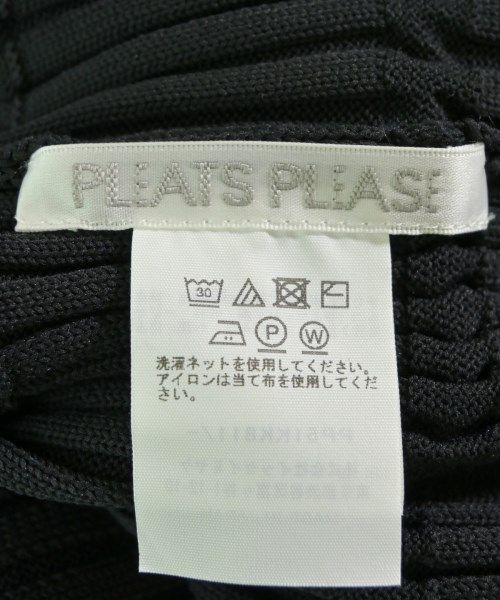 PLEATS PLEASE
30
P W
洗濯ネットを使用してください。
アイロンは当て布を使用してくだ
さい。